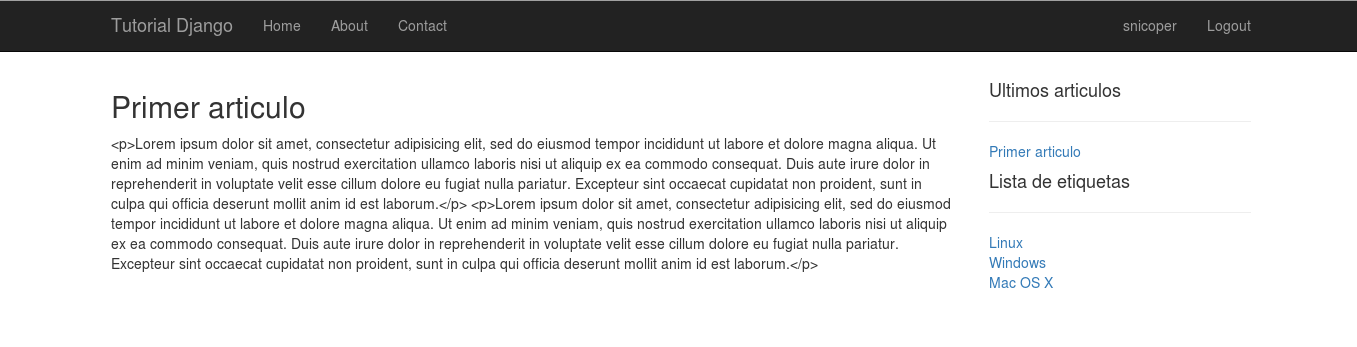 Tutorial Django Home About Contact snicoper Logout
Primer articulo
<p>Lorem ipsum dolor sit amet, consectetur adipisicing elit, sed do eiusmod tempor incididunt ut labore et dolore magna aliqua. Ut
enim ad minim veniam, quis nostrud exercitation ullamco laboris nisi ut aliquip ex ea commodo consequat. Duis aute irure dolor in
reprehenderit in voluptate velit esse cillum dolore eu fugiat nulla pariatur. Excepteur sint occaecat cupidatat non proident, sunt in
culpa qui officia deserunt mollit anim id est laborum.</p> <p>Lorem ipsum dolor sit amet, consectetur adipisicing elit, sed do eiusmod
tempor incididunt ut labore et dolore magna aliqua. Ut enim ad minim veniam, quis nostrud exercitation ullamco laboris nisi ut aliquip
ex ea commodo consequat. Duis aute irure dolor in reprehenderit in voluptate velit esse cillum dolore eu fugiat nulla pariatur.
Excepteur sint occaecat cupidatat non proident, sunt in culpa qui officia deserunt mollit anim id est laborum.</p>
Ultimos articulos
Primer articulo
Lista de etiquetas
Linux
Windows
Mac OS X